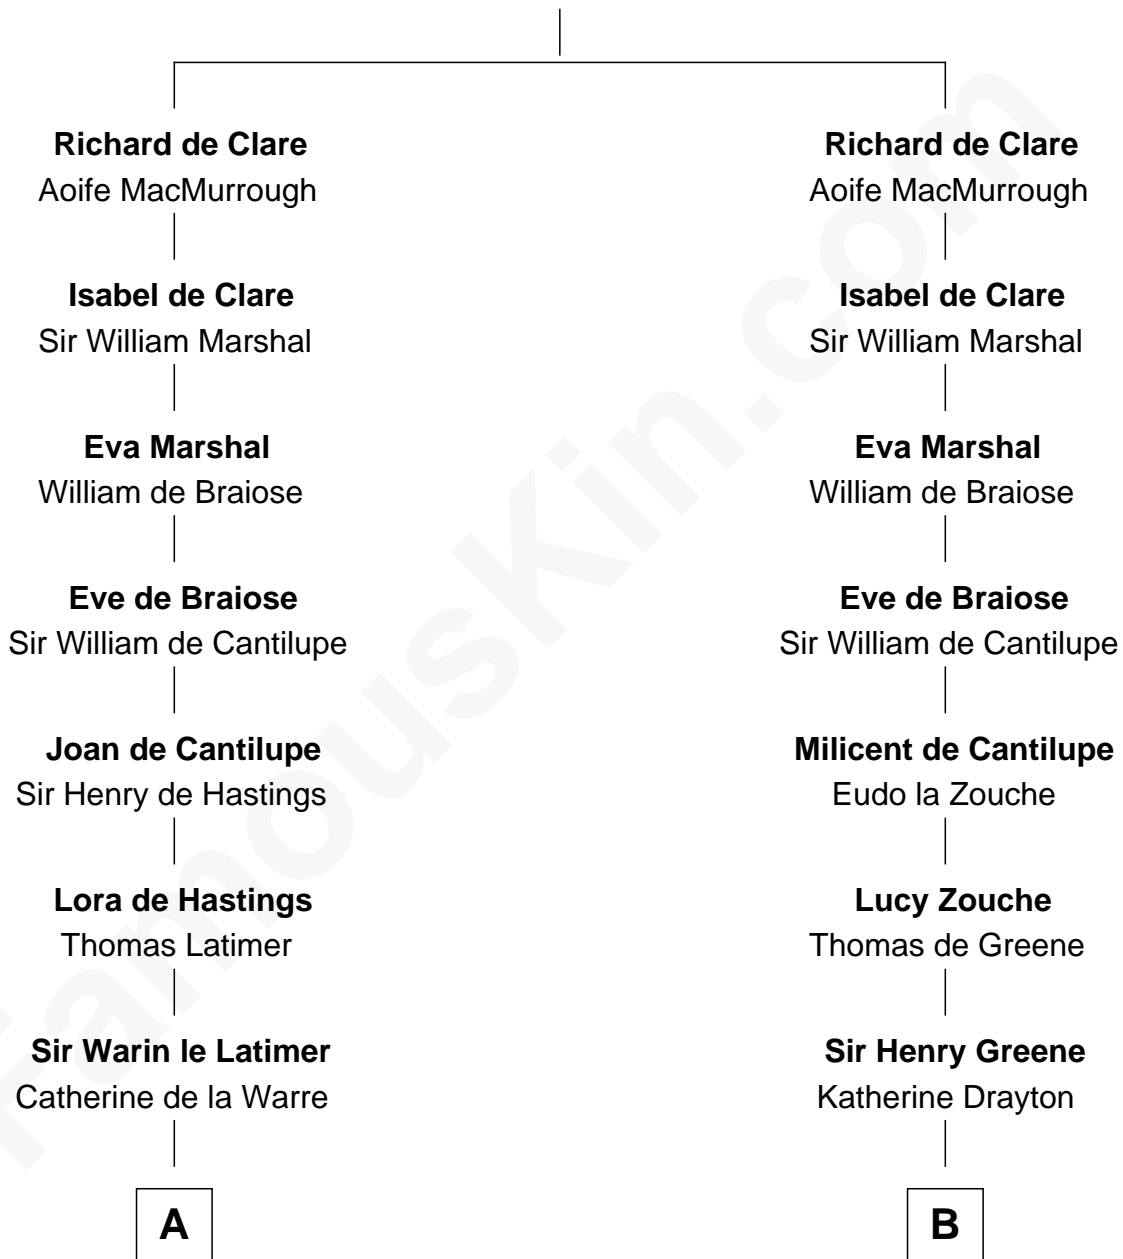 Richard de Clare
Aoife MacMurrough
Isabel de Clare
Sir William Marshal
Eva Marshal
William de Braiose
Eve de Braiose
Sir William de Cantilupe
Joan de Cantilupe
Sir Henry de Hastings
Lora de Hastings
Thomas Latimer
Sir Warin le Latimer
Catherine de la Warre
A
Richard de Clare
Aoife MacMurrough
Isabel de Clare
Sir William Marshal
Eva Marshal
William de Braiose
Eve de Braiose
Sir William de Cantilupe
Milicent de Cantilupe
Eudo la Zouche
Lucy Zouche
Thomas de Greene
Sir Henry Greene
Katherine Drayton
B
FamousKin.com